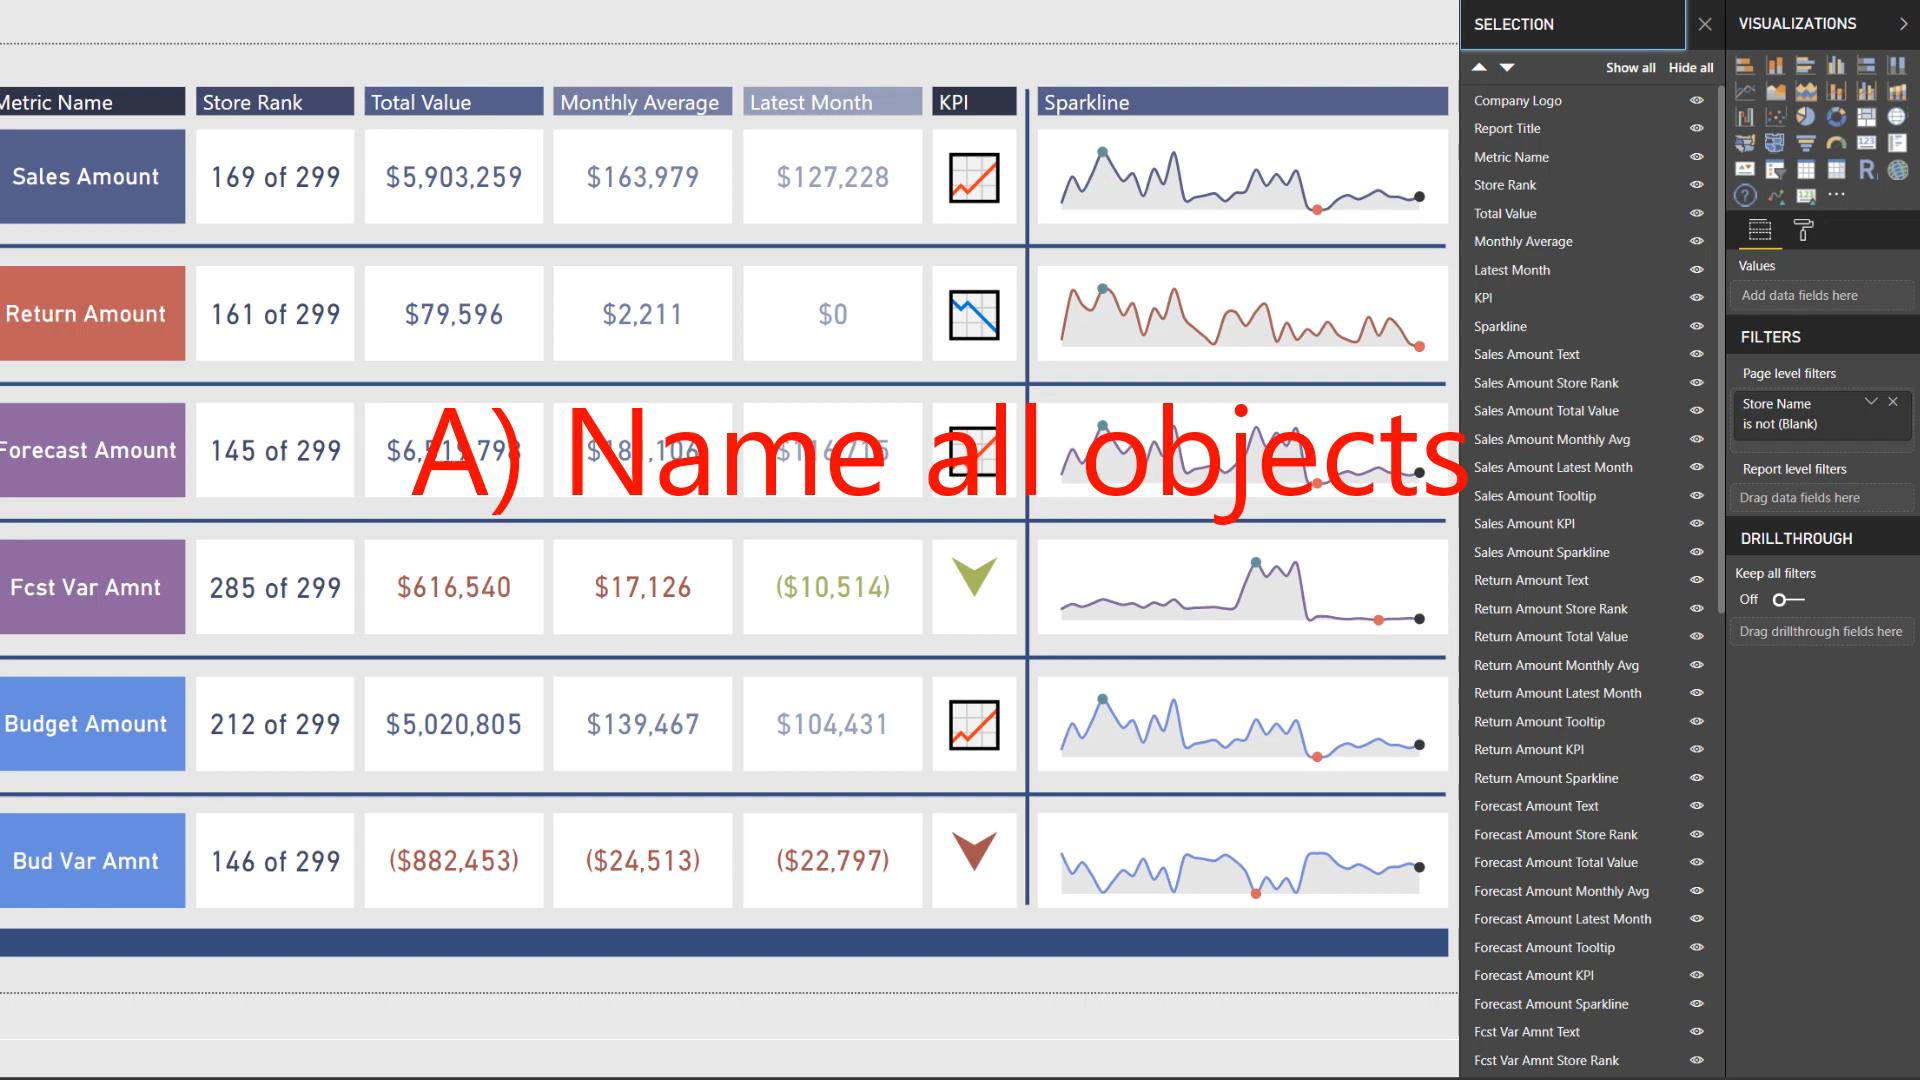 Metric Name Store Rank Total Value Monthly Average Latest Month KPI Sparkline
Sales Amount 169 of 299 $5,903,259 $163,979 $127,228
Return Amount 161 of 299 $79,596 $2,211 $0
Forecast Amount 145 of 299
A) Name all objects
Fcst Var Amnt 285 of 299 $616,540 $17,126 ($10,514)
Budget Amount 212 of 299 $5,020,805 $139,467 $104,431
Bud Var Amnt 146 of 299 ($882,453) ($24,513) ($22,797)
SELECTION
Show all Hide all
Company Logo
Report Title
Metric Name
Store Rank
Total Value
Monthly Average
Latest Month
KPI
Sparkline
Sales Amount Text
Sales Amount Store Rank
Sales Amount Total Value
Sales Amount Monthly Avg
Sales Amount Latest Month
Sales Amount Tooltip
Sales Amount KPI
Sales Amount Sparkline
Return Amount Text
Return Amount Store Rank
Return Amount Total Value
Return Amount Monthly Avg
Return Amount Latest Month
Return Amount Tooltip
Return Amount KPI
Return Amount Sparkline
Forecast Amount Text
Forecast Amount Store Rank
Forecast Amount Total Value
Forecast Amount Monthly Avg
Forecast Amount Latest Month
Forecast Amount Tooltip
Forecast Amount KPI
Forecast Amount Sparkline
Fcst Var Amnt Text
Fcst Var Amnt Store Rank
VISUALIZATIONS
123
R
Values
Add data fields here
FILTERS
Page level filters
Store Name
is not (Blank)
Report level filters
Drag data fields here
DRILLTHROUGH
Keep all filters
Off
Drag drillthrough fields here